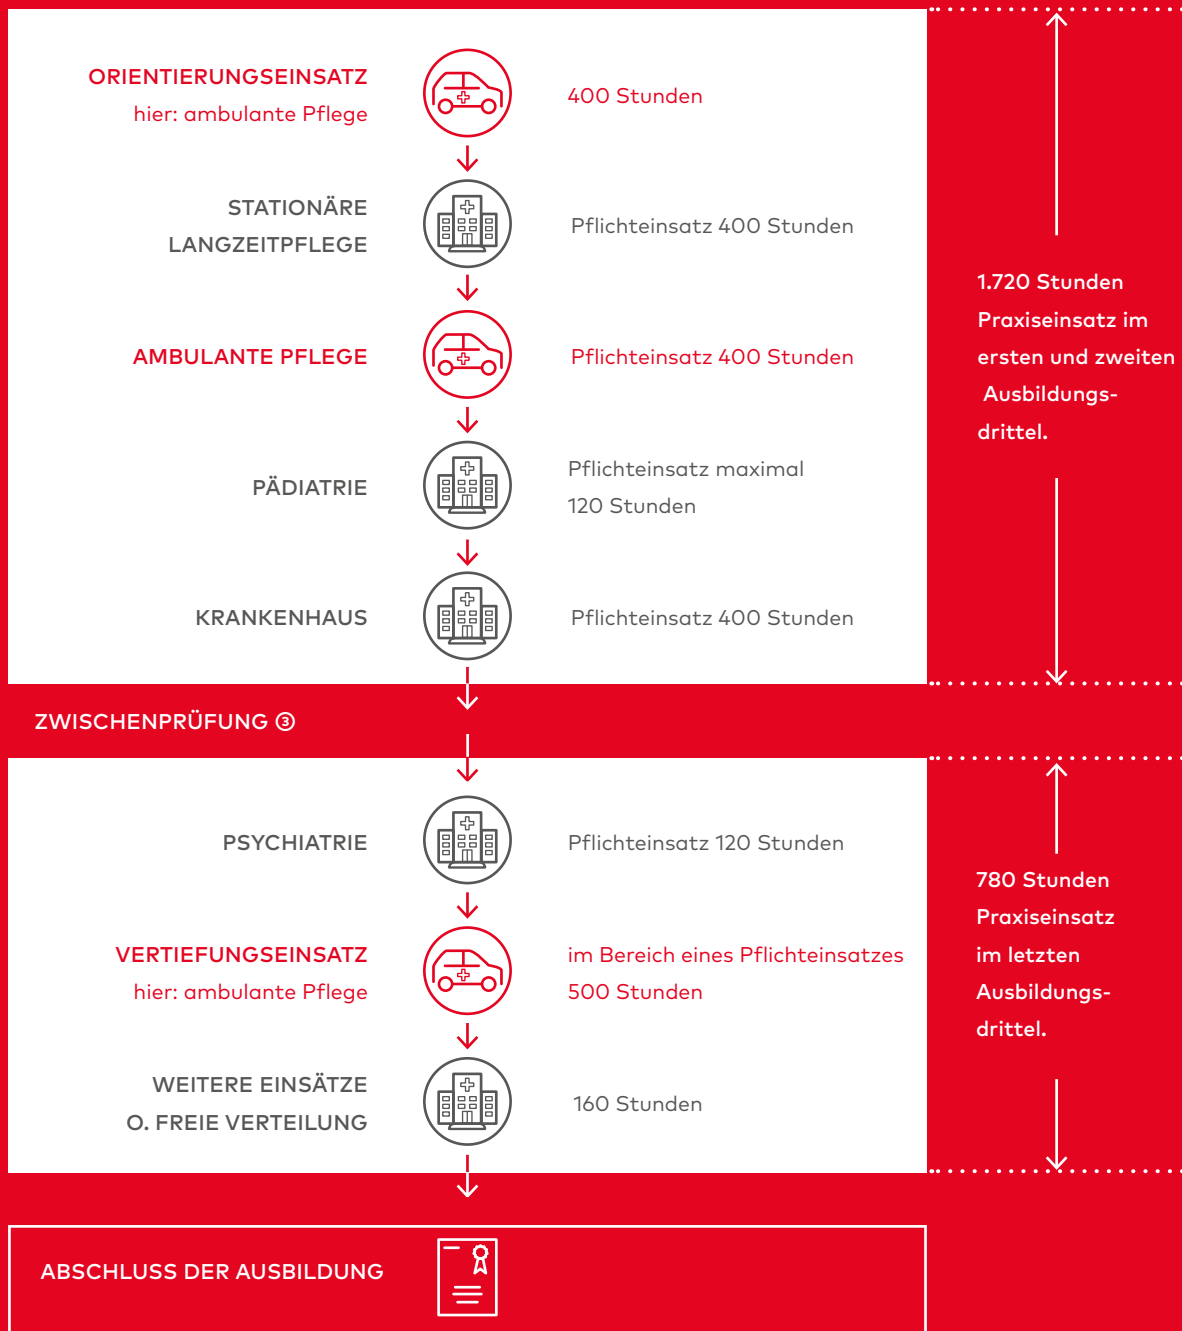 ORIENTIERUNGSEINSATZ
hier: ambulante Pflege
400 Stunden
STATIONÄRE
LANGZEITPFLEGE
Pflichteinsatz 400 Stunden
AMBULANTE PFLEGE
Pflichteinsatz 400 Stunden
PÄDIATRIE
Pflichteinsatz maximal
120 Stunden
KRANKENHAUS
Pflichteinsatz 400 Stunden
1.720 Stunden
Praxiseinsatz im
ersten und zweiten
Ausbildungs-
drittel.
ZWISCHENPRÜFUNG ③
PSYCHIATRIE
Pflichteinsatz 120 Stunden
VERTIEFUNGSEINSATZ
hier: ambulante Pflege
im Bereich eines Pflichteinsatzes
500 Stunden
WEITERE EINSÄTZE
O. FREIE VERTEILUNG
160 Stunden
780 Stunden
Praxiseinsatz
im letzten
Ausbildungs-
drittel.
ABSCHLUSS DER AUSBILDUNG